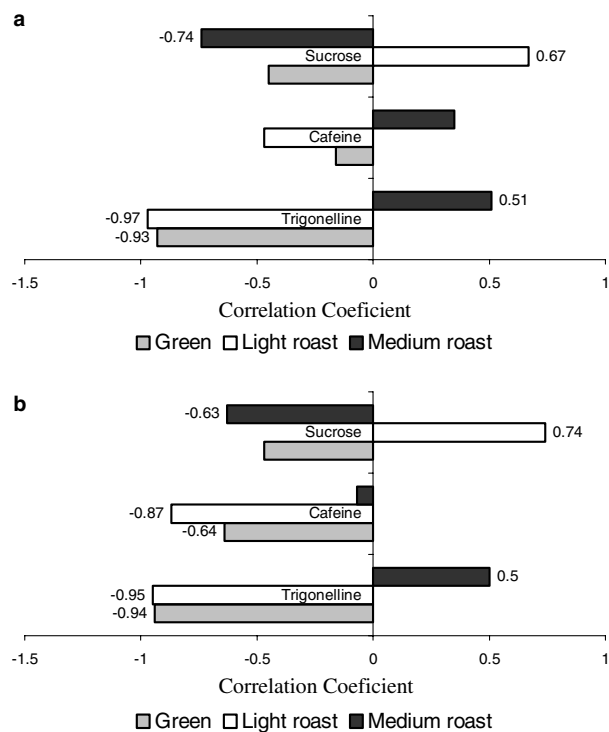 a
-0.74
Sucrose
0.67
Cafeine
0.51
-0.97
Trigonelline
-0.93
-1.5 -1 -0.5 0 0.5 1
Correlation Coeficient
Green Light roast Medium roast
b
-0.63
Sucrose
0.74
-0.87
Cafeine
-0.64
0.5
-0.95
Trigonelline
-0.94
-1.5 -1 -0.5 0 0.5 1
Correlation Coeficient
Green Light roast Medium roast